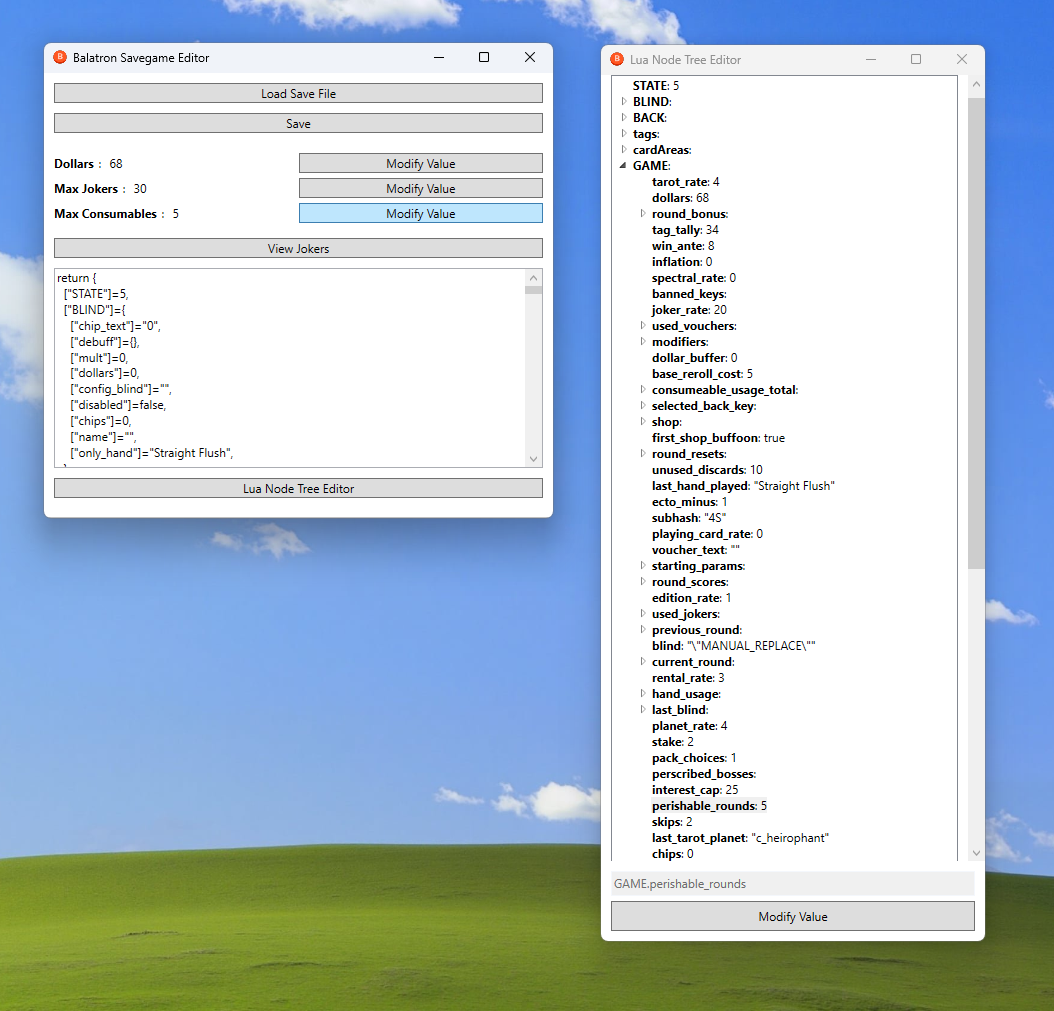 Balatron Savegame Editor
Load Save File
Save
Dollars : 68
Modify Value
Max Jokers : 30
Modify Value
Max Consumables : 5
Modify Value
View Jokers
return {
["STATE"]=5,
["BLIND"]={
["chip_text"]="0",
["debuff"]={},
["mult"]=0,
["dollars"]=0,
["config_blind"]="",
["disabled"]=false,
["chips"]=0,
["name"]="",
["only_hand"]="Straight Flush",
Lua Node Tree Editor
Lua Node Tree Editor
STATE: 5
BLIND:
BACK:
tags:
cardAreas:
GAME:
tarot_rate: 4
dollars: 68
round_bonus:
tag_tally: 34
win_ante: 8
inflation: 0
spectral_rate: 0
banned_keys:
joker_rate: 20
used_vouchers:
modifiers:
dollar_buffer: 0
base_reroll_cost: 5
consumeable_usage_total:
selected_back_key:
shop:
first_shop_buffoon: true
round_resets:
unused_discards: 10
last_hand_played: "Straight Flush"
ecto_minus: 1
subhash: "4S"
playing_card_rate: 0
voucher_text: ""
starting_params:
round_scores:
edition_rate: 1
used_jokers:
previous_round:
blind: "\"MANUAL_REPLACE\""
current_round:
rental_rate: 3
hand_usage:
last_blind:
planet_rate: 4
stake: 2
pack_choices: 1
perscribed_bosses:
interest_cap: 25
perishable_rounds: 5
skips: 2
last_tarot_planet: "c_heirophant"
chips: 0
GAME.perishable_rounds
Modify Value